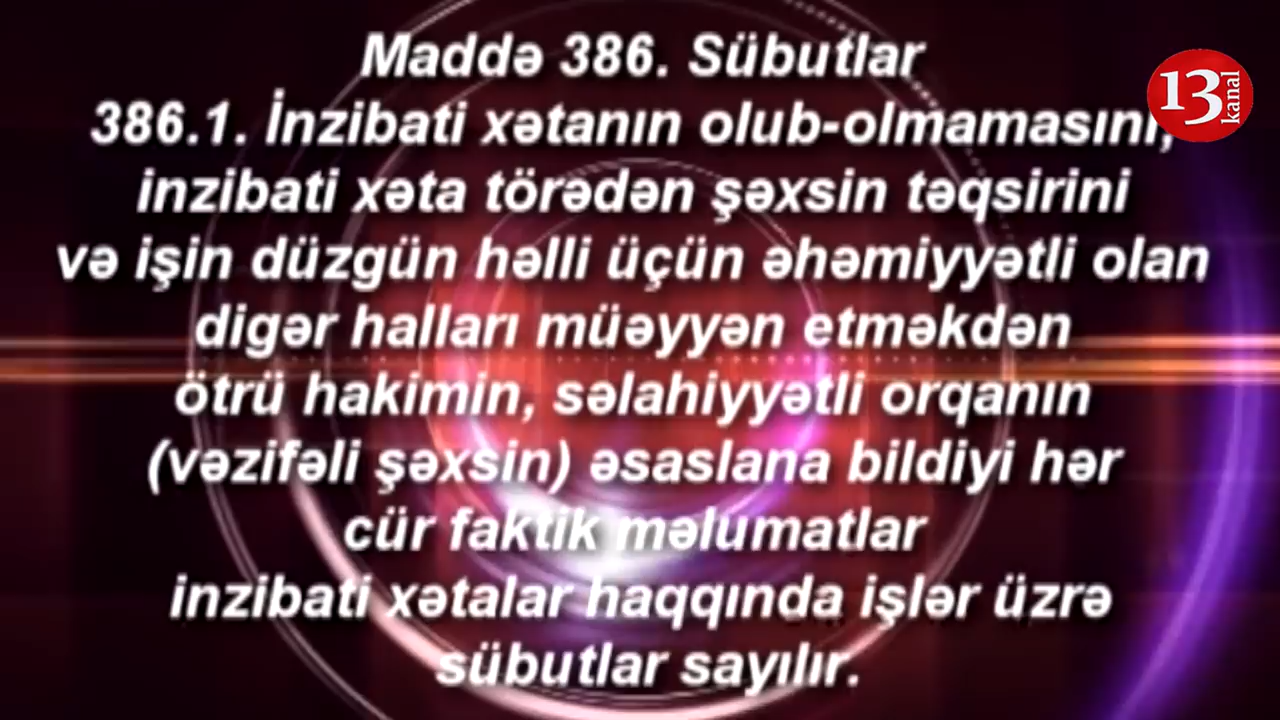 Maddə 386. Sübutlar
386.1. İnzibati xətanın olub-olmamasını,
inzibati xəta törədən şəxsin təqsirini
və işin düzgün həlli üçün əhəmiyyətli olan
digər halları müəyyən etməkdən
ötrü hakimin, səlahiyyətli orqanın
(vəzifəli şəxsin) əsaslana bildiyi hər
cür faktik məlumatlar
inzibati xətalar haqqında işlər üzrə
sübutlar sayılır.
13 kanal